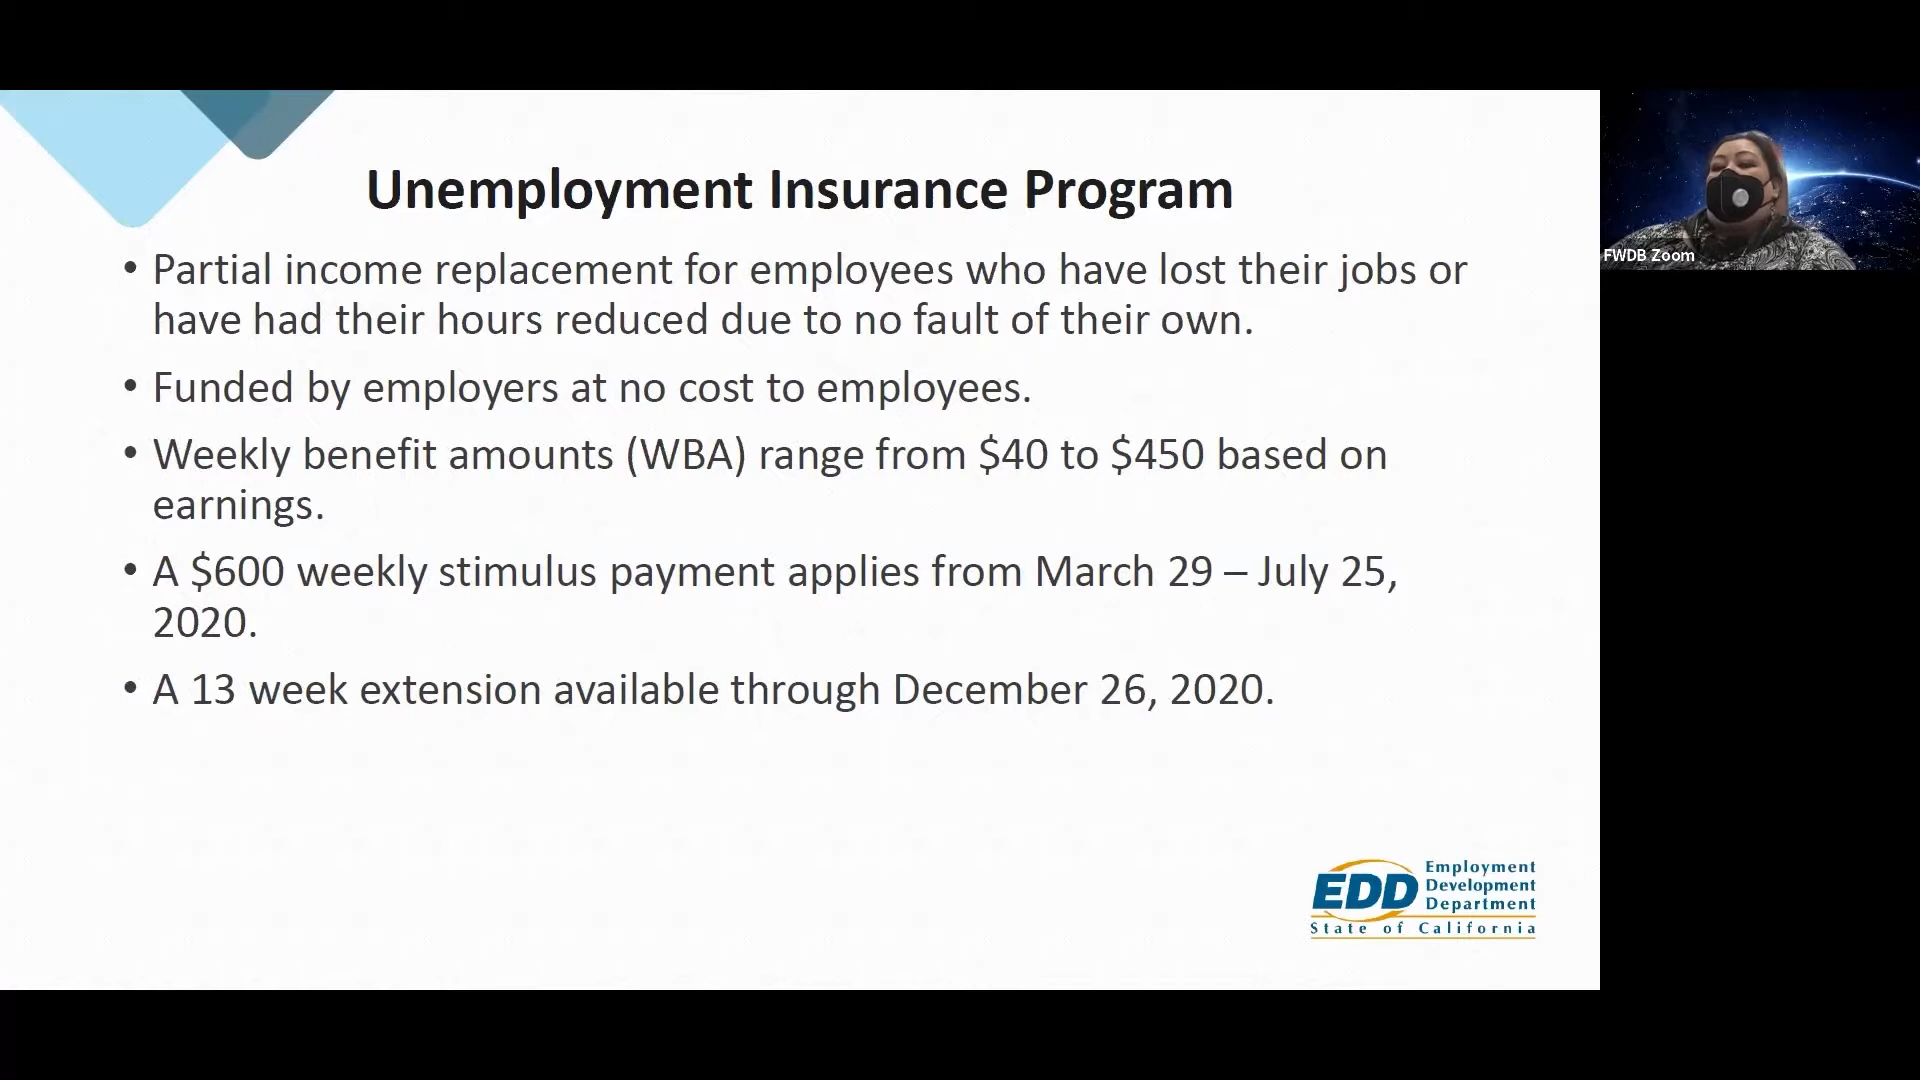 Unemployment Insurance Program
• Partial income replacement for employees who have lost their jobs or
have had their hours reduced due to no fault of their own.
• Funded by employers at no cost to employees.
• Weekly benefit amounts (WBA) range from $40 to $450 based on
earnings.
• A $600 weekly stimulus payment applies from March 29 – July 25,
2020.
• A 13 week extension available through December 26, 2020.
EDD
Employment
Development
Department
State of California
FWDB Zoom